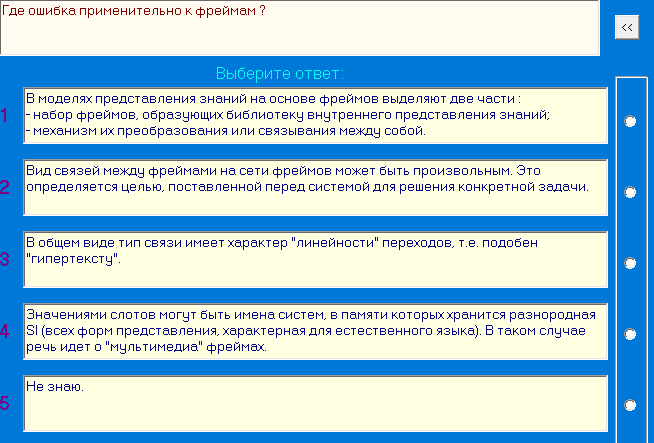 Где ошибка применительно к фреймам ?
<<
Выберите ответ:
1
В моделях представления знаний на основе фреймов выделяют две части :
- набор фреймов, образующих библиотеку внутреннего представления знаний;
- механизм их преобразования или связывания между собой.
2
Вид связей между фреймами на сети фреймов может быть произвольным. Это
определяется целью, поставленной перед системой для решения конкретной задачи.
3
В общем виде тип связи имеет характер "линейности" переходов, т.е. подобен
"гипертексту".
4
Значениями слотов могут быть имена систем, в памяти которых хранится разнородная
SI (всех форм представления, характерная для естественного языка). В таком случае
речь идет о "мультимедиа" фреймах.
5
Не знаю.